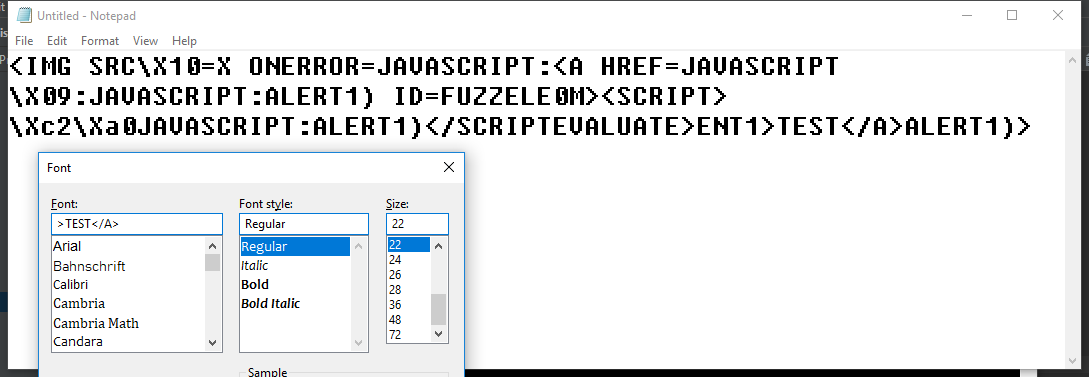 Untitled - Notepad
File Edit Format View Help
<IMG SRC\X10=X ONERROR=JAVASCRIPT:<A HREF=JAVASCRIPT
\X09:JAVASCRIPT:ALERT1) ID=FUZZELE0M><SCRIPT>
\Xc2\Xa0JAVASCRIPT:ALERT1)</SCRIPTEVALUATE>ENT1>TEST</A>ALERT1)>
Font
Font: Font style: Size:
>TEST</A> Regular 22
Arial Regular 22
Bahnschrift Italic 24
Calibri Bold 26
Cambria Bold Italic 28
Cambria Math 36
Candara 48
72
Sample